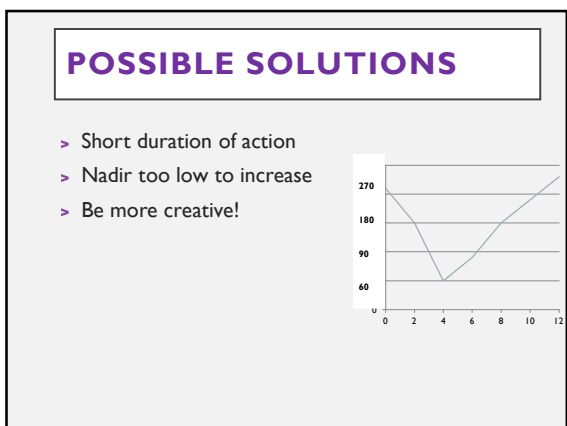 POSSIBLE SOLUTIONS
> Short duration of action
> Nadir too low to increase
> Be more creative!
270
180
90
60
0
0 2 4 6 8 10 12